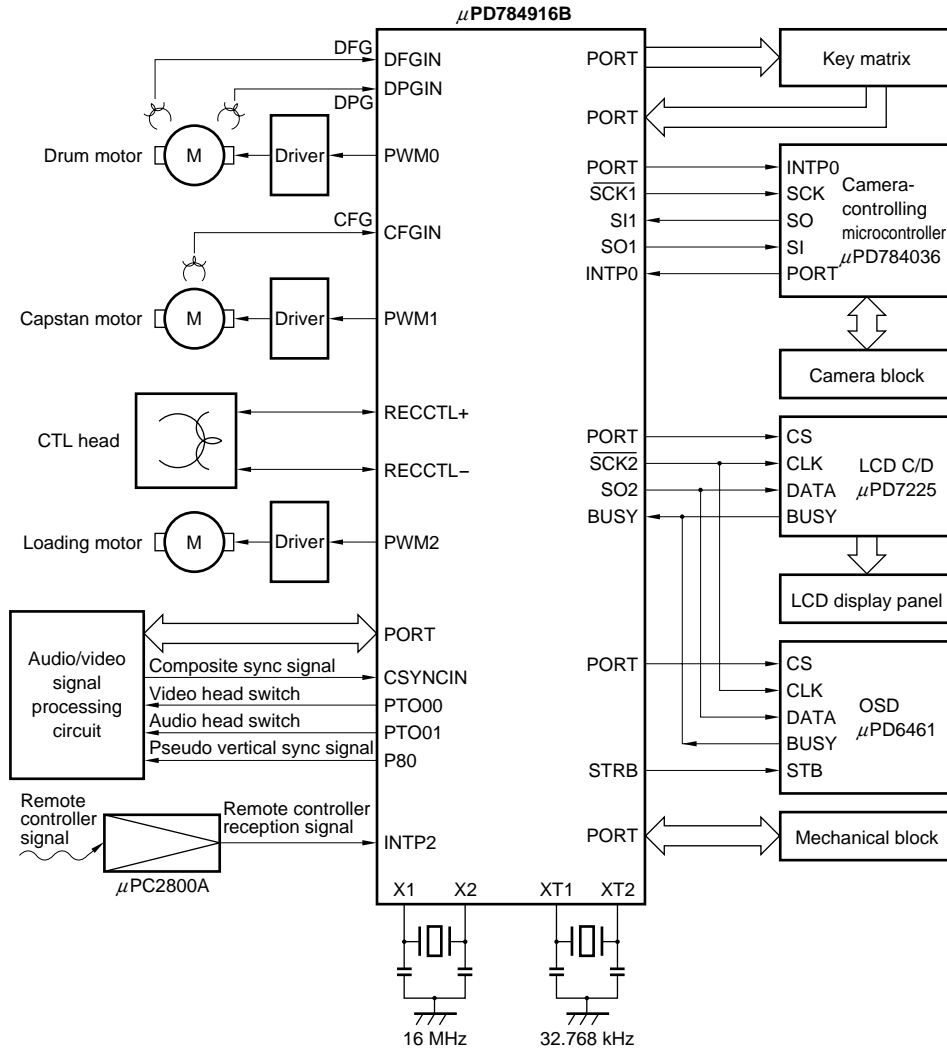 μPD784916B
DFG
DFGIN
DPGIN
DPG
Drum motor
M
Driver
PWM0
CFG
CFGIN
Capstan motor
M
Driver
PWM1
CTL head
RECCTL+
RECCTL−
Loading motor
M
Driver
PWM2
Audio/video
signal
processing
circuit
PORT
Composite sync signal
CSYNCIN
Video head switch
PTO00
Audio head switch
PTO01
Pseudo vertical sync signal
P80
Remote
controller
signal
μPC2800A
Remote controller
reception signal
INTP2
X1
X2
XT1
XT2
16 MHz
32.768 kHz
PORT
Key matrix
PORT
PORT
SCK1
SI1
SO1
INTP0
INTP0
SCK
SO
SI
PORT
Camera-
controlling
microcontroller
μPD784036
Camera block
PORT
SCK2
SO2
BUSY
CS
CLK
DATA
BUSY
LCD C/D
μPD7225
LCD display panel
PORT
STRB
CS
CLK
DATA
BUSY
STB
OSD
μPD6461
PORT
Mechanical block